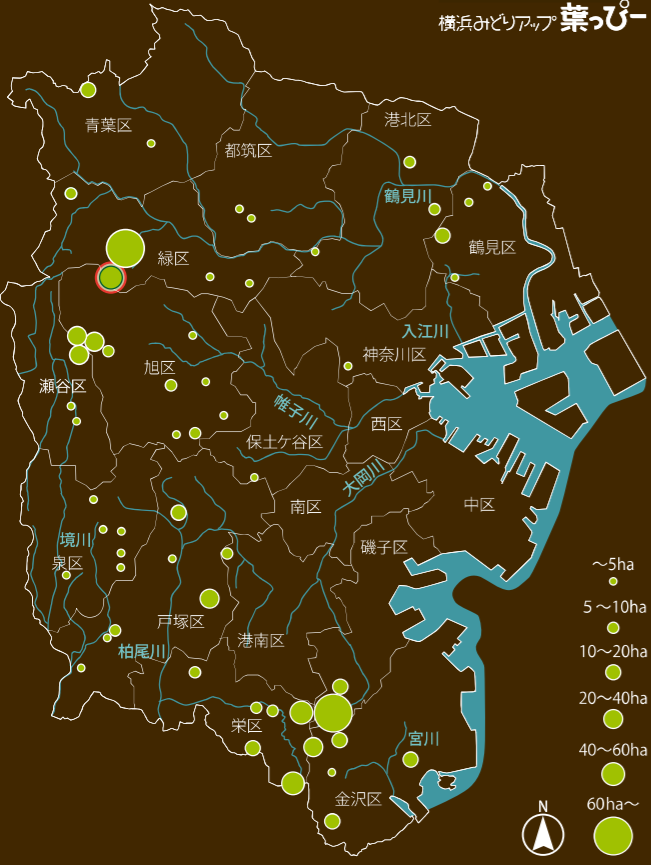 横浜みどりアップ 葉っぴー
青葉区
港北区
都筑区
鶴見川
鶴見区
緑区
入江川
神奈川区
旭区
瀬谷区
帷子川
西区
保土ケ谷区
大岡川
南区
中区
境川
磯子区
泉区
～5ha
5～10ha
戸塚区
港南区
柏尾川
10～20ha
20～40ha
栄区
宮川
40～60ha
金沢区
60ha～
N